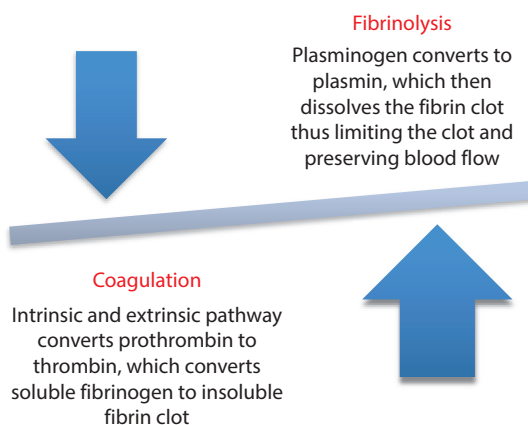 Fibrinolysis
Plasminogen converts to
plasmin, which then
dissolves the fibrin clot
thus limiting the clot and
preserving blood flow
Coagulation
Intrinsic and extrinsic pathway
converts prothrombin to
thrombin, which converts
soluble fibrinogen to insoluble
fibrin clot